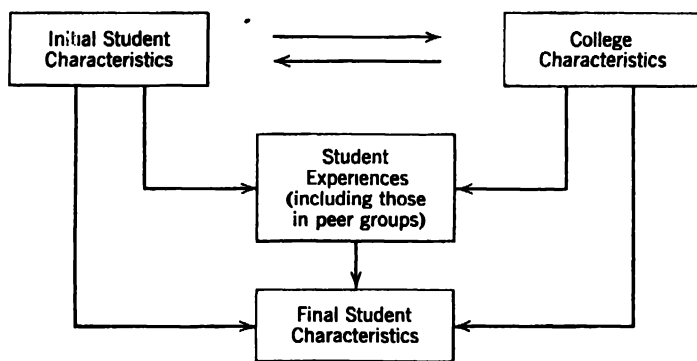 Initial Student
Characteristics
College
Characteristics
Student
Experiences
(including those
in peer groups)
Final Student
Characteristics